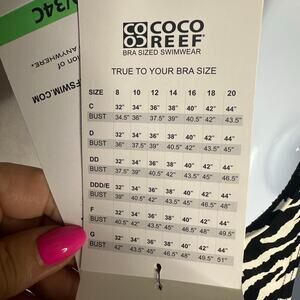 COCO REEF®
BRA SIZED SWIMWEAR
TRUE TO YOUR BRA SIZE
SIZE 8 10 12 14 16 18 20
C 32" 34" 36" 38" 40" 42" 44"
BUST 34.5" 36" 37.5" 39" 40.5" 42" 43.5"
D 32" 34" 36" 38" 40" 42" 44"
BUST 36" 37.5" 39" 40.5" 42" 43.5" 45"
DD 32" 34" 36" 38" 40" 42" 44"
BUST 37.5" 39" 40.5" 42" 43.5" 45" 46.5"
DDD/E 32" 34" 36" 38" 40" 42" 44"
BUST 39" 40.5" 42" 43.5" 45" 46.5" 48"
F 32" 34" 36" 38" 40" 42" 44"
BUST 40.5" 42" 43.5" 45" 46.5" 48" 49.5"
G 32" 34" 36" 38" 40" 42" 44"
BUST 42" 43.5" 45" 46.5" 48" 49.5" 51"
/34C
on of
ANYWHERE.
FSWIM.COM